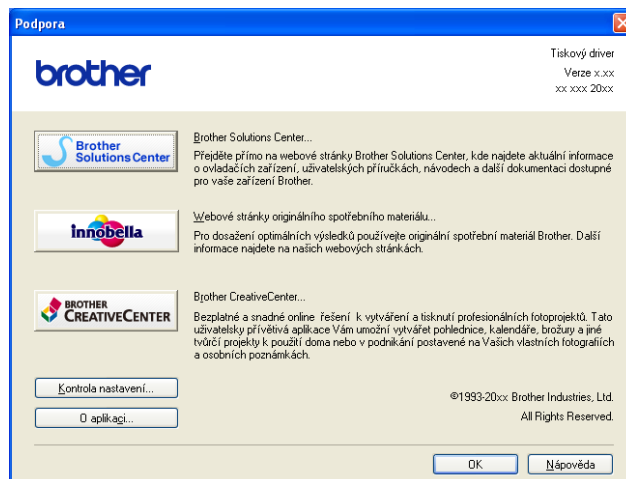 Podpora
brother
Tiskový driver
Verze x.xx
xx xxx 20xx
Brother
Solutions Center
Brother Solutions Center...
Přejděte přímo na webové stránky Brother Solutions Center, kde najdete aktuální informace
o ovladačích zařízení, uživatelských příručkách, návodech a další dokumentaci dostupné
pro vaše zařízení Brother.
innobella
Webové stránky originálního spotřebního materiálu...
Pro dosažení optimálních výsledků používejte originální spotřební materiál Brother. Další
informace najdete na našich webových stránkách.
BROTHER
CREATIVECENTER
Brother CreativeCenter...
Bezplatné a snadné online řešení k vytváření a tisknutí profesionálních fotoprojektů. Tato
uživatelsky přívětivá aplikace Vám umožní vytvářet pohlednice, kalendáře, brožury a jiné
tvůrčí projekty k použití doma nebo v podnikání postavené na Vašich vlastních fotografiích
a osobních poznámkách.
Kontrola nastavení...
O aplikaci...
©1993-20xx Brother Industries, Ltd.
All Rights Reserved.
OK
Nápověda